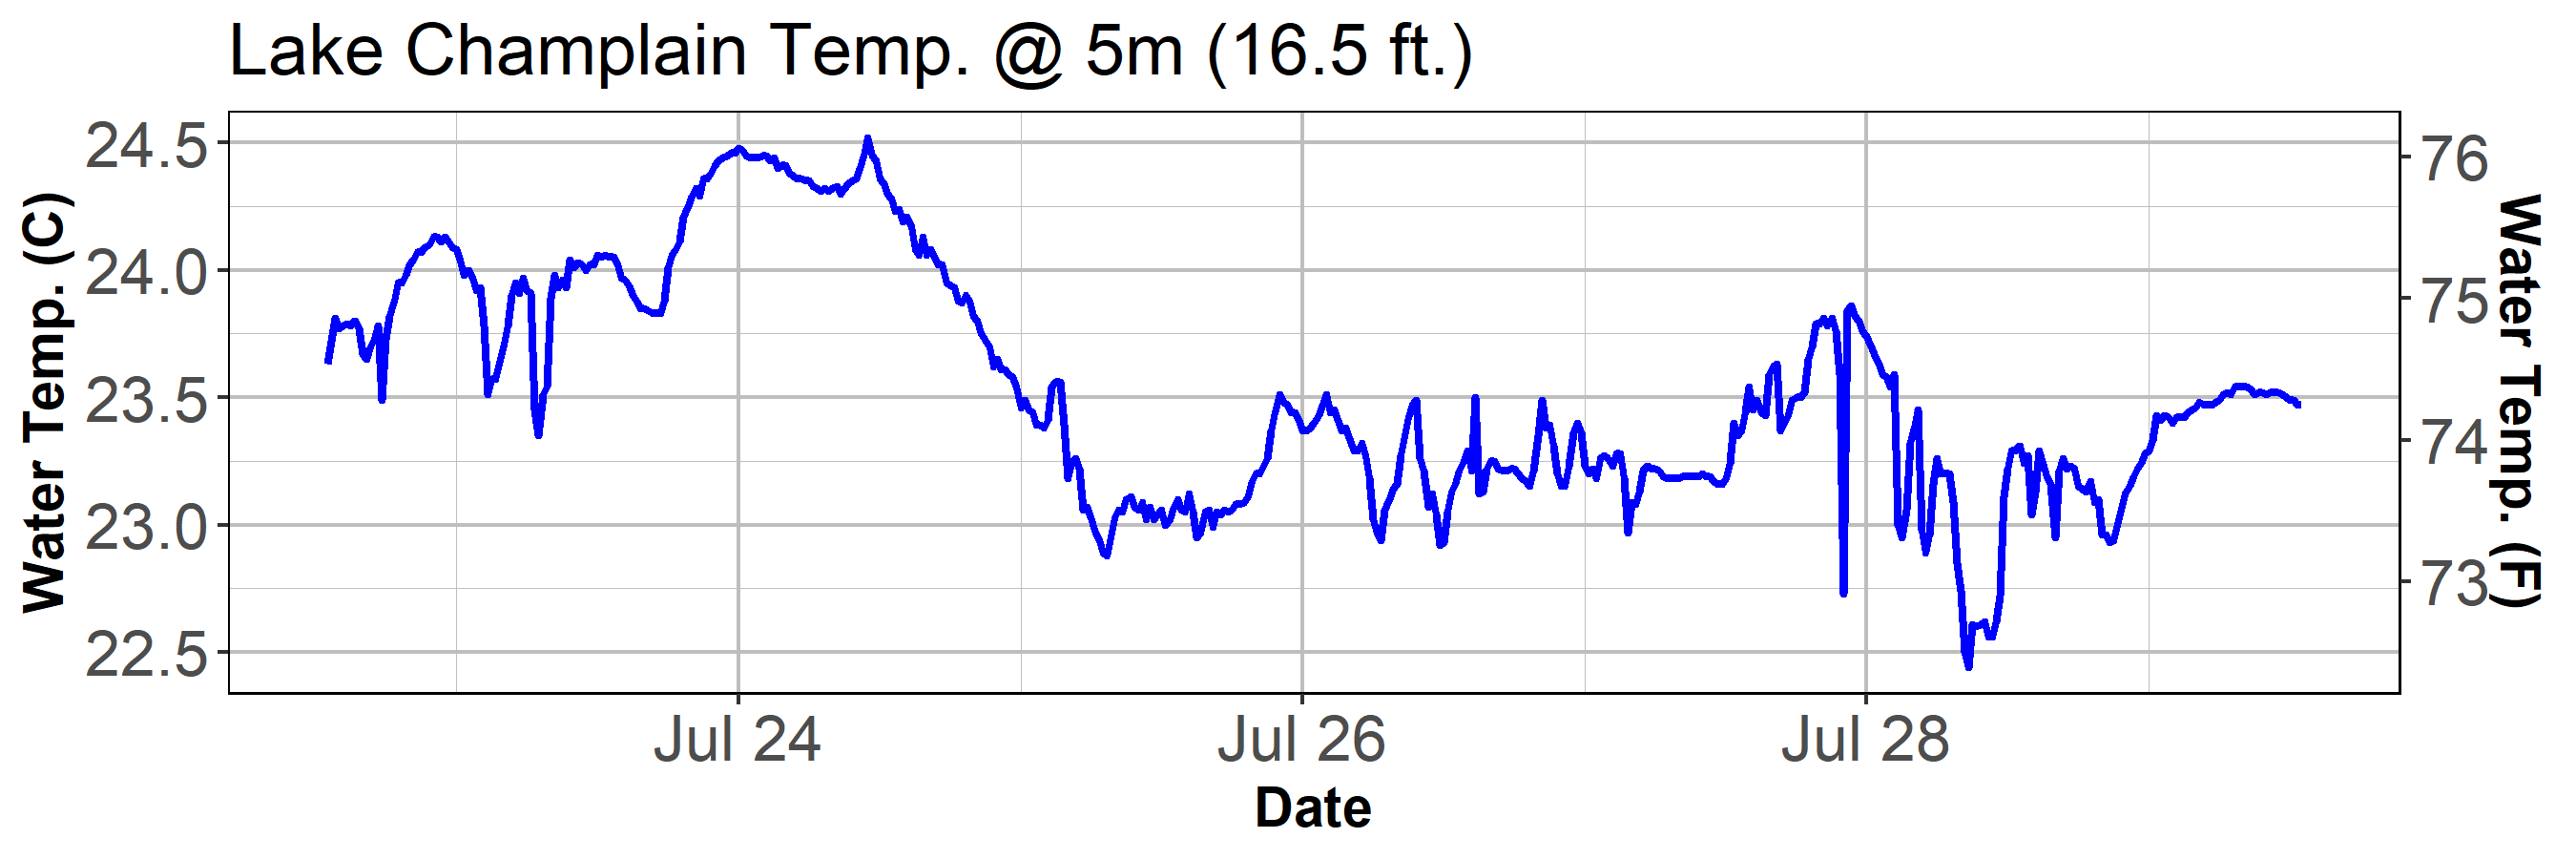 Lake Champlain Temp. @ 5m (16.5 ft.)
Water Temp. (C)
24.5
24.0
23.5
23.0
22.5
76
75
74
73
Water Temp. (F)
Jul 24 Jul 26 Jul 28
Date